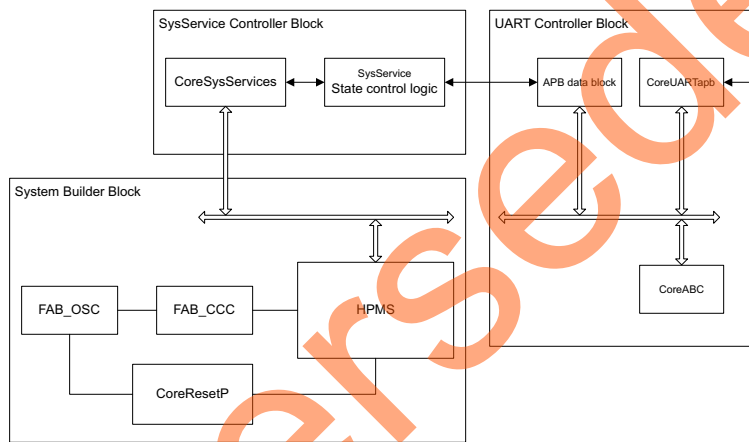 SysService Controller Block
UART Controller Block
CoreSysServices
SysService
State control logic
APB data block
CoreUARTapb
System Builder Block
FAB_OSC
FAB_CCC
HPMS
CoreABC
CoreResetP
ersede